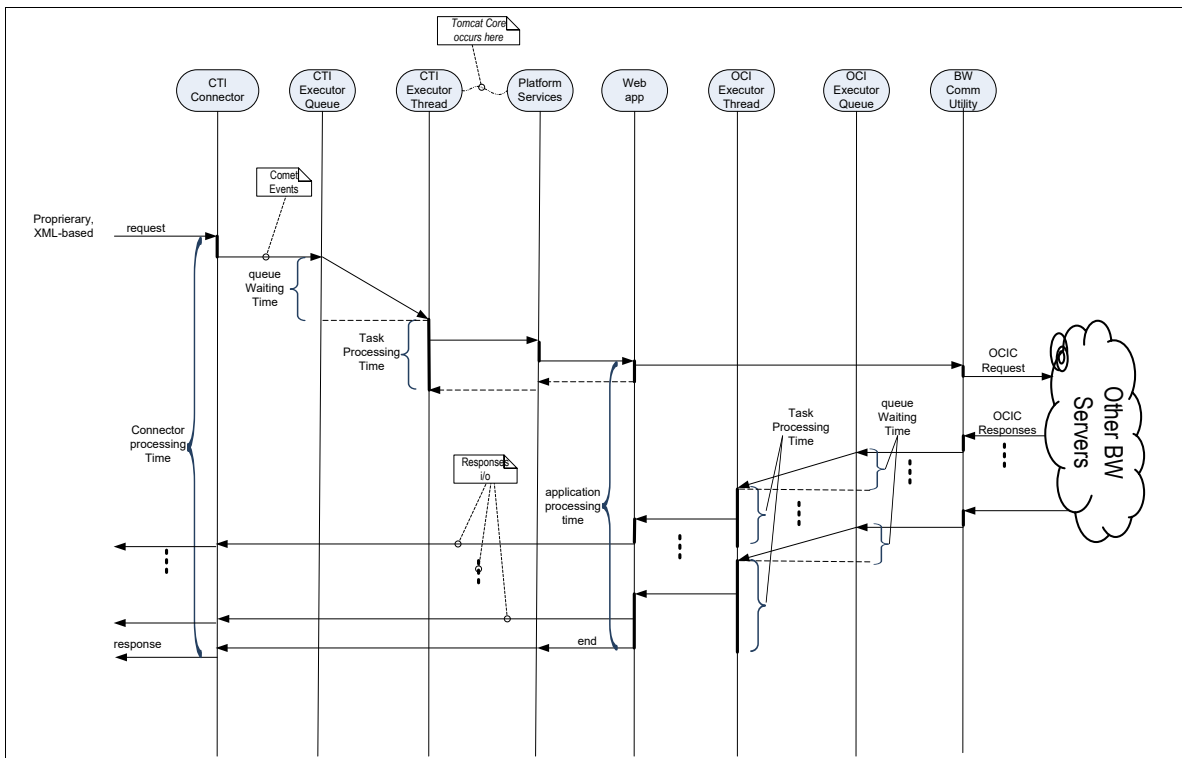 Tomcat Core
occurs here
CTI
Connector
CTI
Executor
Queue
CTI
Executor
Thread
Platform
Services
Web
app
OCI
Executor
Thread
OCI
Executor
Queue
BW
Comm
Utility
Comet
Events
Proprierary,
XML-based
request
queue
Waiting
Time
Task
Processing
Time
OCIC
Request
Other BW
Servers
Task
Processing
Time
queue
Waiting
Time
OCIC
Responses
Connector
processing
Time
Responses
i/o
application
processing
time
response
end